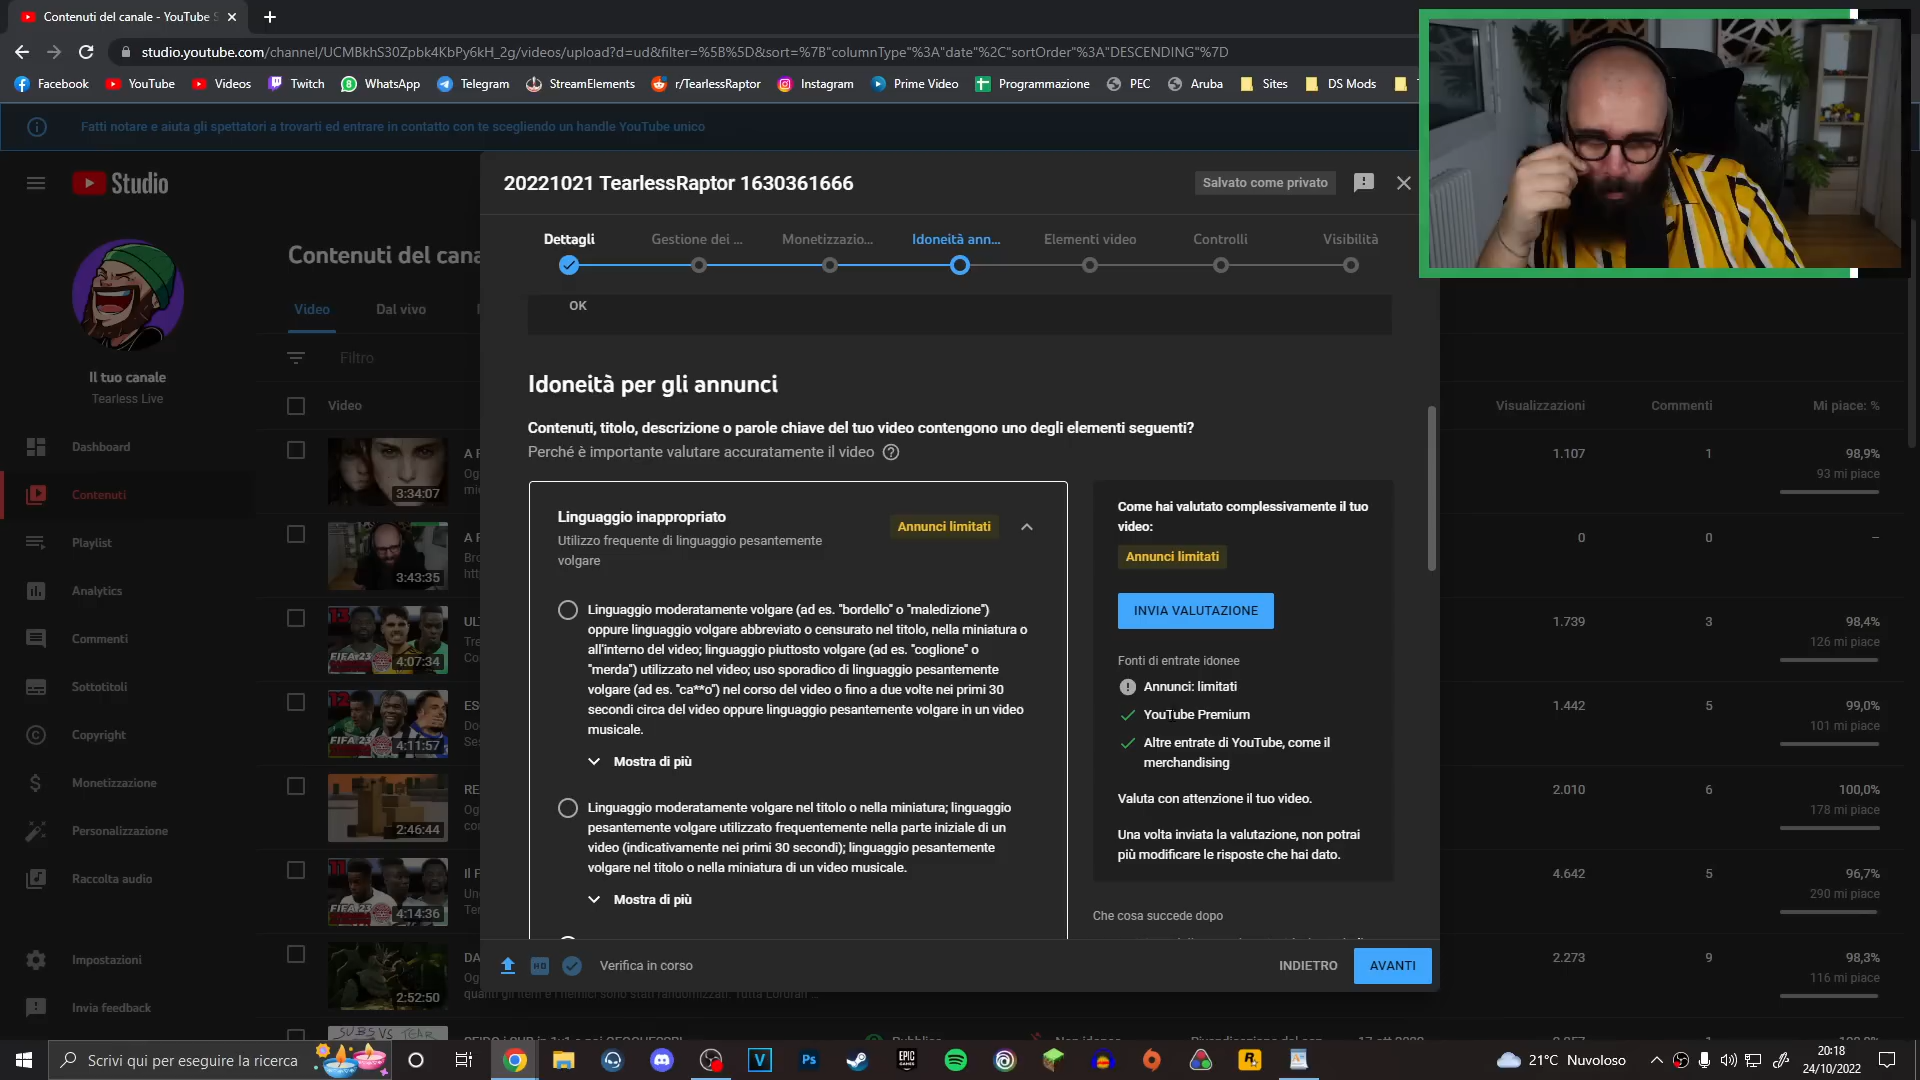 Contenuti del canale - YouTube S
studio.youtube.com/channel/UCMBkhS30Zpbk4KbPy6kH_2g/videos/upload?d=ud&filter=%5B%5D&sort=%7B"columnType"%3A"date"%2C"sortOrder"%3A"DESCENDING"%7D
Facebook YouTube Videos Twitch WhatsApp Telegram StreamElements r/TearlessRaptor Instagram Prime Video Programmazione PEC Aruba Sites DS Mods
Fatti notare e aiuta gli spettatori a trovarti ed entrare in contatto con te scegliendo un handle YouTube unico
Studio
Il tuo canale
Tearless Live
Dashboard
Contenuti
Playlist
Analytics
Commenti
Sottotitoli
Copyright
Monetizzazione
Personalizzazione
Raccolta audio
Impostazioni
Invia feedback
Contenuti del cana
Video Dal vivo
Filtro
Video
3:34:07
3:43:35
FIFA 23
4:07:34
FIFA 23
4:11:57
2:46:44
FIFA 23
4:14:36
2:52:50
SUBS VS TEAR
20221021 TearlessRaptor 1630361666
Salvato come privato
Dettagli Gestione dei ... Monetizzazio... Idoneità ann... Elementi video Controlli Visibilità
OK
Idoneità per gli annunci
Contenuti, titolo, descrizione o parole chiave del tuo video contengono uno degli elementi seguenti?
Perché è importante valutare accuratamente il video
Linguaggio inappropriato
Annunci limitati
Utilizzo frequente di linguaggio pesantemente
volgare
Linguaggio moderatamente volgare (ad es. "bordello" o "maledizione")
oppure linguaggio volgare abbreviato o censurato nel titolo, nella miniatura o
all'interno del video; linguaggio piuttosto volgare (ad es. "coglione" o
"merda") utilizzato nel video; uso sporadico di linguaggio pesantemente
volgare (ad es. "ca**o") nel corso del video o fino a due volte nei primi 30
secondi circa del video oppure linguaggio pesantemente volgare in un video
musicale.
Mostra di più
Linguaggio moderatamente volgare nel titolo o nella miniatura; linguaggio
pesantemente volgare utilizzato frequentemente nella parte iniziale di un
video (indicativamente nei primi 30 secondi); linguaggio pesantemente
volgare nel titolo o nella miniatura di un video musicale.
Mostra di più
Come hai valutato complessivamente il tuo
video:
Annunci limitati
INVIA VALUTAZIONE
Fonti di entrate idonee
Annunci: limitati
YouTube Premium
Altre entrate di YouTube, come il
merchandising
Valuta con attenzione il tuo video.
Una volta inviata la valutazione, non potrai
più modificare le risposte che hai dato.
Che cosa succede dopo
Verifica in corso
INDIETRO
AVANTI
Visualizzazioni Commenti Mi piace: %
1.107 1 98,9%
93 mi piace
0 0 –
1.739 3 98,4%
126 mi piace
1.442 5 99,0%
101 mi piace
2.010 6 100,0%
178 mi piace
4.642 5 96,7%
290 mi piace
2.273 9 98,3%
116 mi piace
Scrivi qui per eseguire la ricerca
21°C Nuvoloso
20:18
24/10/2022